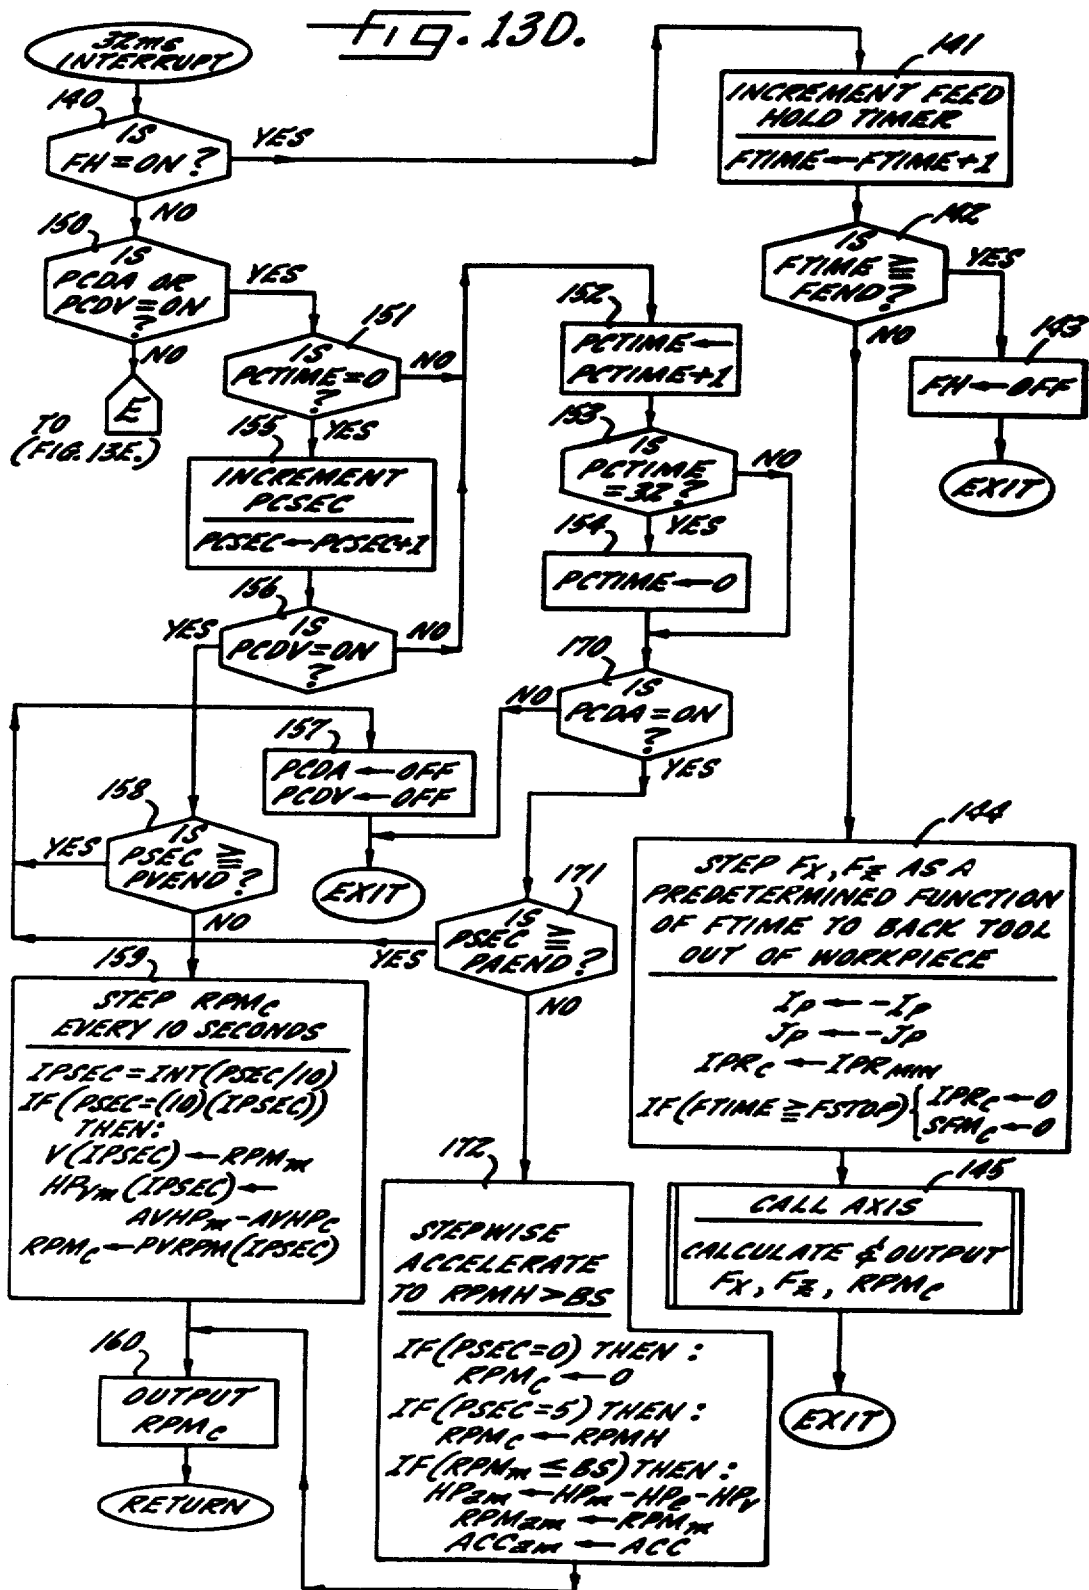 Fig. 13D.
32ms
INTERRUPT
140
IS
FH=ON?
YES
NO
141
INCREMENT FEED
HOLD TIMER
FTIME←FTIME+1
142
IS
FTIME ≧
FEND?
YES
NO
143
FH←OFF
EXIT
150
IS
PCDA OR
PCDV=ON
?
YES
NO
E
TO
(FIG. 13E.)
151
IS
PCTIME=0
?
NO
YES
152
PCTIME←
PCTIME+1
153
IS
PCTIME
=32?
NO
YES
154
PCTIME←0
155
INCREMENT
PCSEC
PCSEC←PCSEC+1
156
IS
PCDV=ON
?
YES
NO
170
IS
PCDA=ON
?
NO
YES
157
PCDA←OFF
PCDV←OFF
EXIT
158
IS
PSEC ≧
PVEND?
YES
NO
171
IS
PSEC ≧
PAEND?
YES
NO
144
STEP FX, FZ AS A
PREDETERMINED FUNCTION
OF FTIME TO BACK TOOL
OUT OF WORKPIECE
IP←-IP
JP←-JP
IPRC←IPRMIN
IF(FTIME≧FSTOP){IPRC←0
SFMC←0
145
CALL AXIS
CALCULATE & OUTPUT
FX, FZ, RPMC
EXIT
159
STEP RPMC
EVERY 10 SECONDS
IPSEC=INT(PSEC/10)
IF(PSEC=(10)(IPSEC))
THEN:
V(IPSEC)←RPMm
HPVm(IPSEC)←
AVHPm-AVHPC
RPMC←PVRPM(IPSEC)
160
OUTPUT
RPMC
RETURN
172
STEPWISE
ACCELERATE
TO RPMH>BS
IF(PSEC=0) THEN:
RPMC←0
IF(PSEC=5) THEN:
RPMC←RPMH
IF(RPMm≤BS)THEN:
HPam←HPm-HPe-HPV
RPMam←RPMm
ACCam←ACC